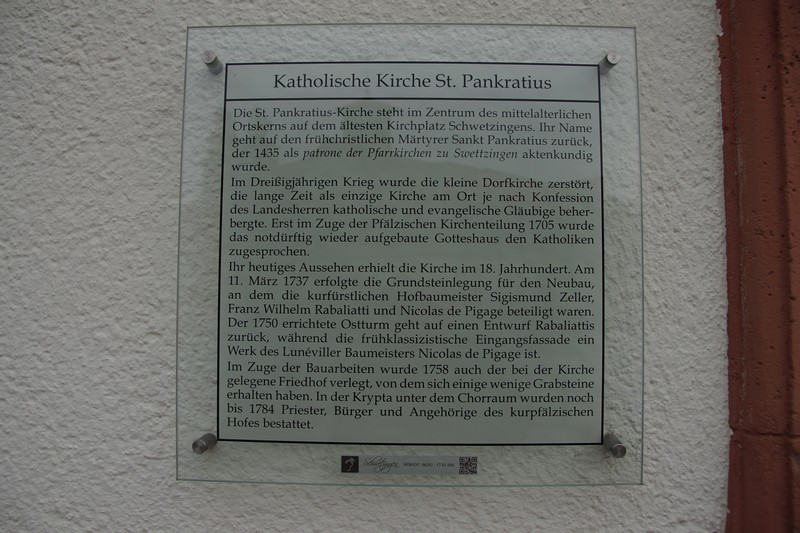 Katholische Kirche St. Pankratius
Die St. Pankratius-Kirche steht im Zentrum des mittelalterlichen
Ortskerns auf dem ältesten Kirchplatz Schwetzingens. Ihr Name
geht auf den frühchristlichen Märtyrer Sankt Pankratius zurück,
der 1435 als patrone der Pfarrkirchen zu Swettzingen aktenkundig
wurde.
Im Dreißigjährigen Krieg wurde die kleine Dorfkirche zerstört,
die lange Zeit als einzige Kirche am Ort je nach Konfession
des Landesherren katholische und evangelische Gläubige beher-
bergte. Erst im Zuge der Pfälzischen Kirchenteilung 1705 wurde
das notdürftig wieder aufgebaute Gotteshaus den Katholiken
zugesprochen.
Ihr heutiges Aussehen erhielt die Kirche im 18. Jahrhundert. Am
11. März 1737 erfolgte die Grundsteinlegung für den Neubau,
an dem die kurfürstlichen Hofbaumeister Sigismund Zeller,
Franz Wilhelm Rabaliatti und Nicolas de Pigage beteiligt waren.
Der 1750 errichtete Ostturm geht auf einen Entwurf Rabaliattis
zurück, während die frühklassizistische Eingangsfassade ein
Werk des Lunéviller Baumeisters Nicolas de Pigage ist.
Im Zuge der Bauarbeiten wurde 1758 auch der bei der Kirche
gelegene Friedhof verlegt, von dem sich einige wenige Grabsteine
erhalten haben. In der Krypta unter dem Chorraum wurden noch
bis 1784 Priester, Bürger und Angehörige des kurpfälzischen
Hofes bestattet.
Schwetzingen